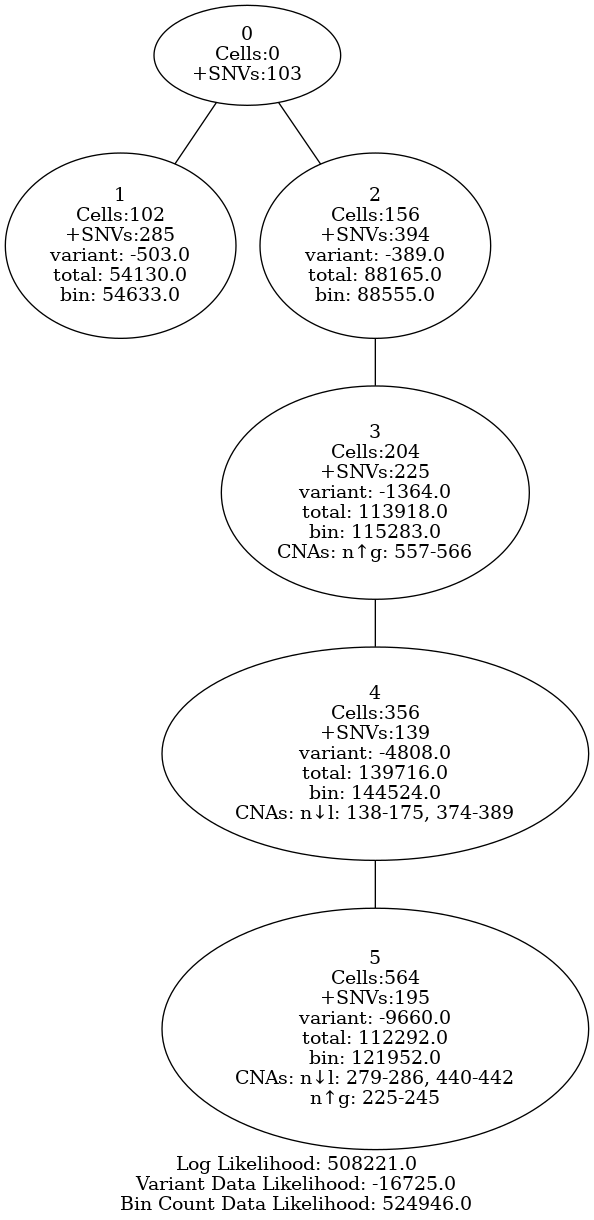 0
Cells:0
+SNVs:103
1
Cells:102
+SNVs:285
variant: -503.0
total: 54130.0
bin: 54633.0
2
Cells:156
+SNVs:394
variant: -389.0
total: 88165.0
bin: 88555.0
3
Cells:204
+SNVs:225
variant: -1364.0
total: 113918.0
bin: 115283.0
CNAs: n↑g: 557-566
4
Cells:356
+SNVs:139
variant: -4808.0
total: 139716.0
bin: 144524.0
CNAs: n↓l: 138-175, 374-389
5
Cells:564
+SNVs:195
variant: -9660.0
total: 112292.0
bin: 121952.0
CNAs: n↓l: 279-286, 440-442
n↑g: 225-245
Log Likelihood: 508221.0
Variant Data Likelihood: -16725.0
Bin Count Data Likelihood: 524946.0